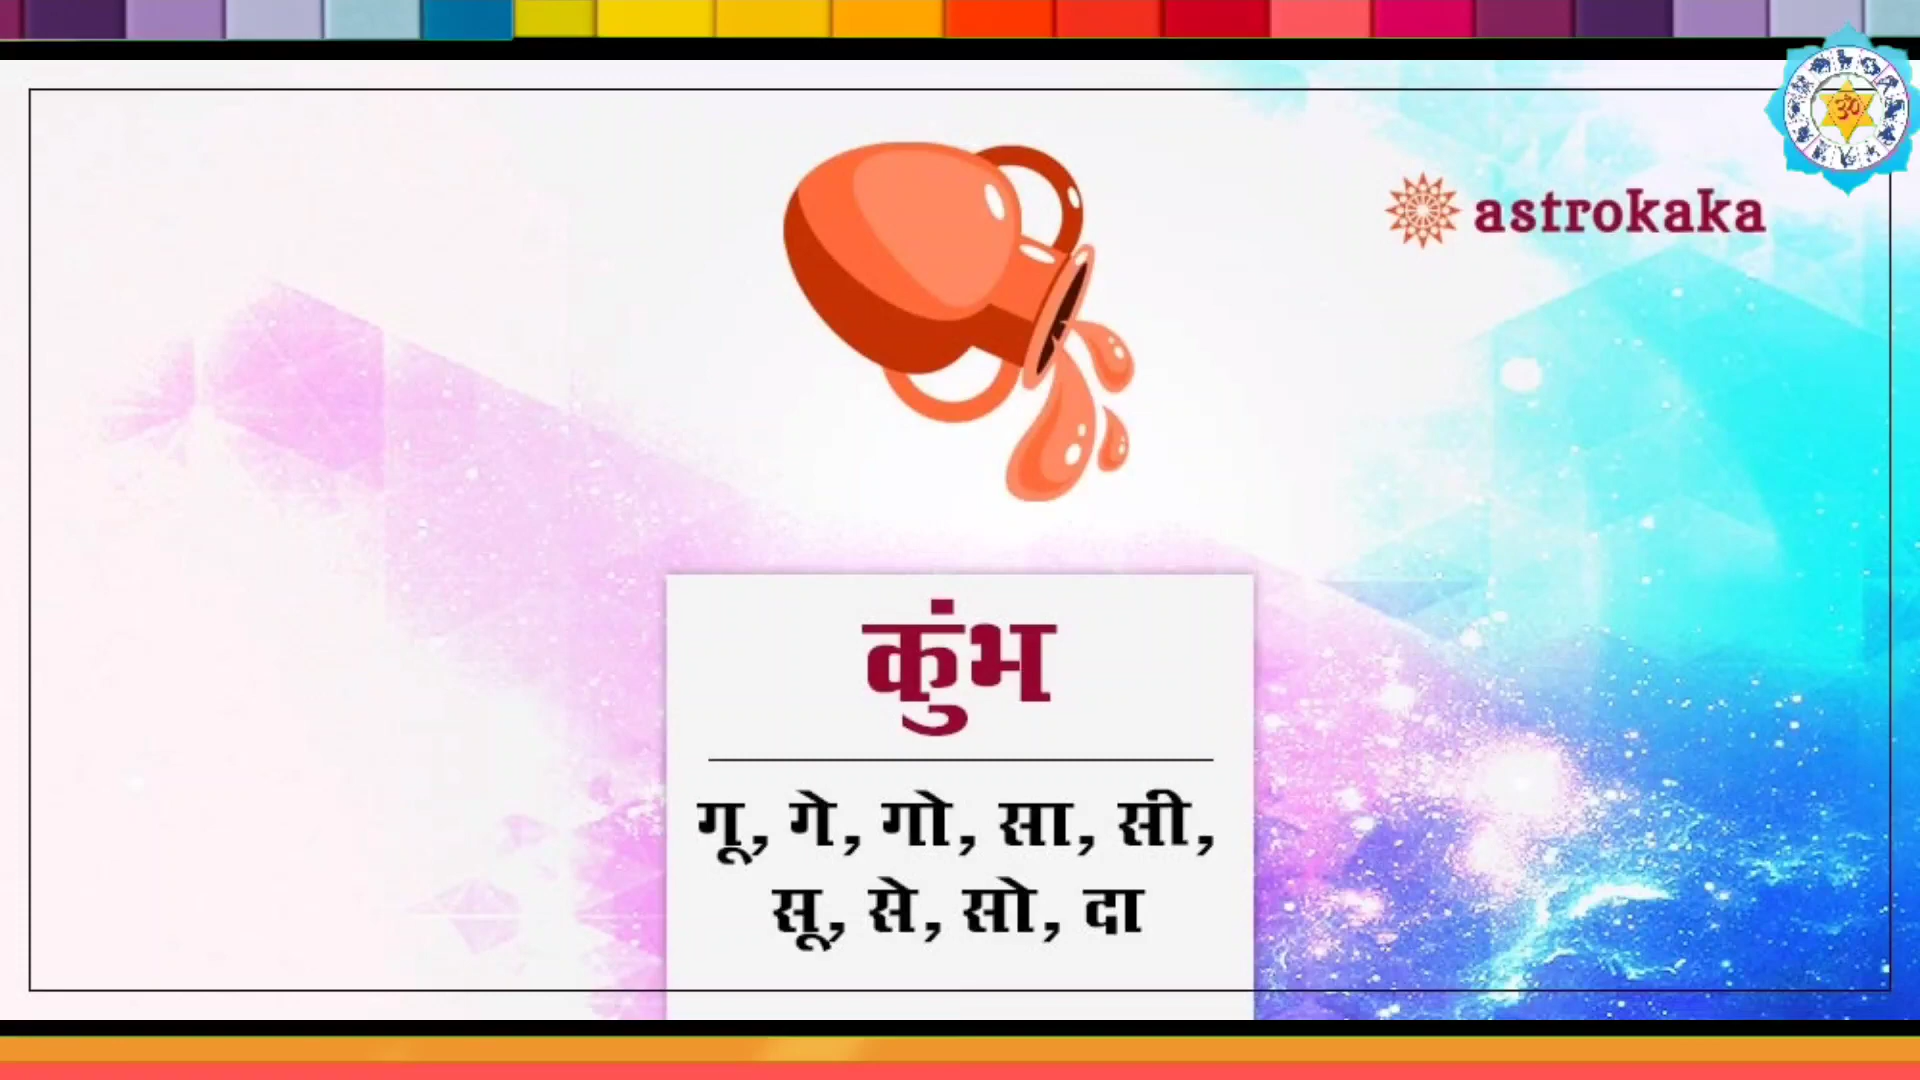 ॐ
astrokaka
कुंभ
गू, गे, गो, सा, सी,
सू, से, सो, दा